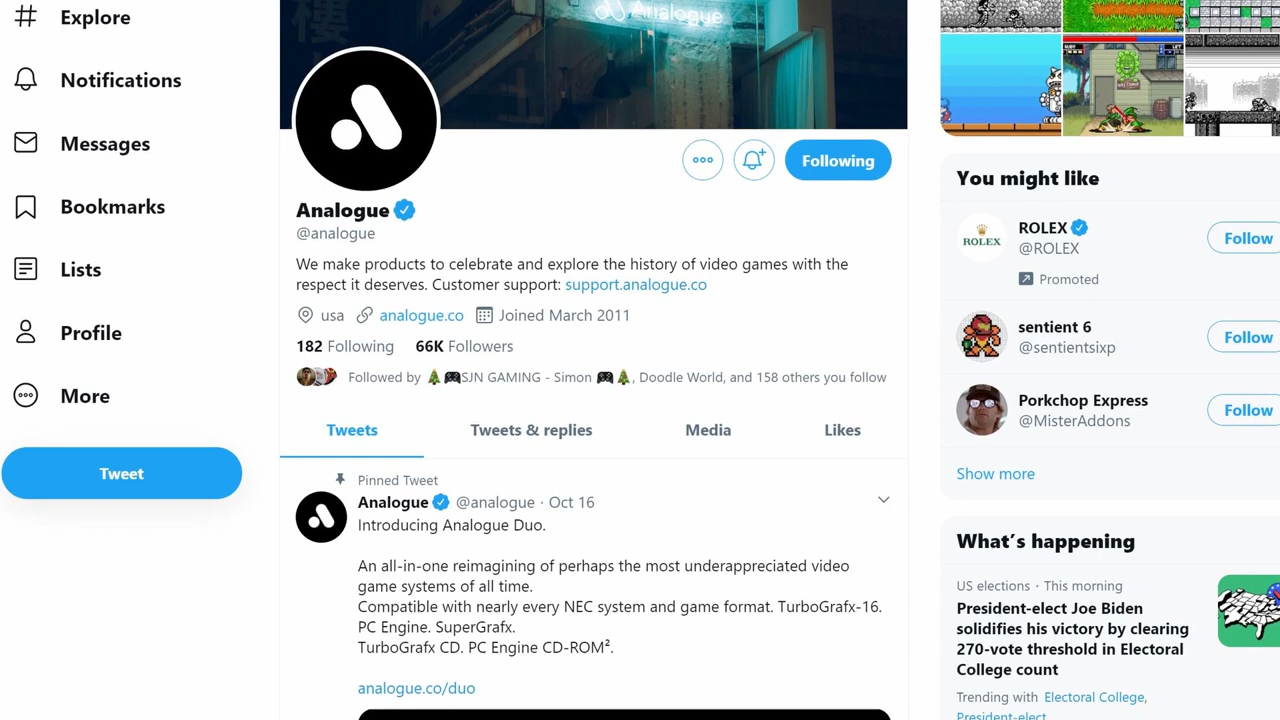 Explore
Notifications
Messages
Bookmarks
Lists
Profile
More
Tweet
Analogue
Following
Analogue
@analogue
We make products to celebrate and explore the history of video games with the
respect it deserves. Customer support: support.analogue.co
usa analogue.co Joined March 2011
182 Following 66K Followers
Followed by 🎄🎮SJN GAMING - Simon 🎮🎄, Doodle World, and 158 others you follow
Tweets Tweets & replies Media Likes
Pinned Tweet
Analogue @analogue · Oct 16
Introducing Analogue Duo.
An all-in-one reimagining of perhaps the most underappreciated video
game systems of all time.
Compatible with nearly every NEC system and game format. TurboGrafx-16.
PC Engine. SuperGrafx.
TurboGrafx CD. PC Engine CD-ROM².
analogue.co/duo
You might like
ROLEX
ROLEX
@ROLEX
Promoted
Follow
sentient 6
@sentientsixp
Follow
Porkchop Express
@MisterAddons
Follow
Show more
What's happening
US elections · This morning
President-elect Joe Biden
solidifies his victory by clearing
270-vote threshold in Electoral
College count
Trending with Electoral College,
President-elect